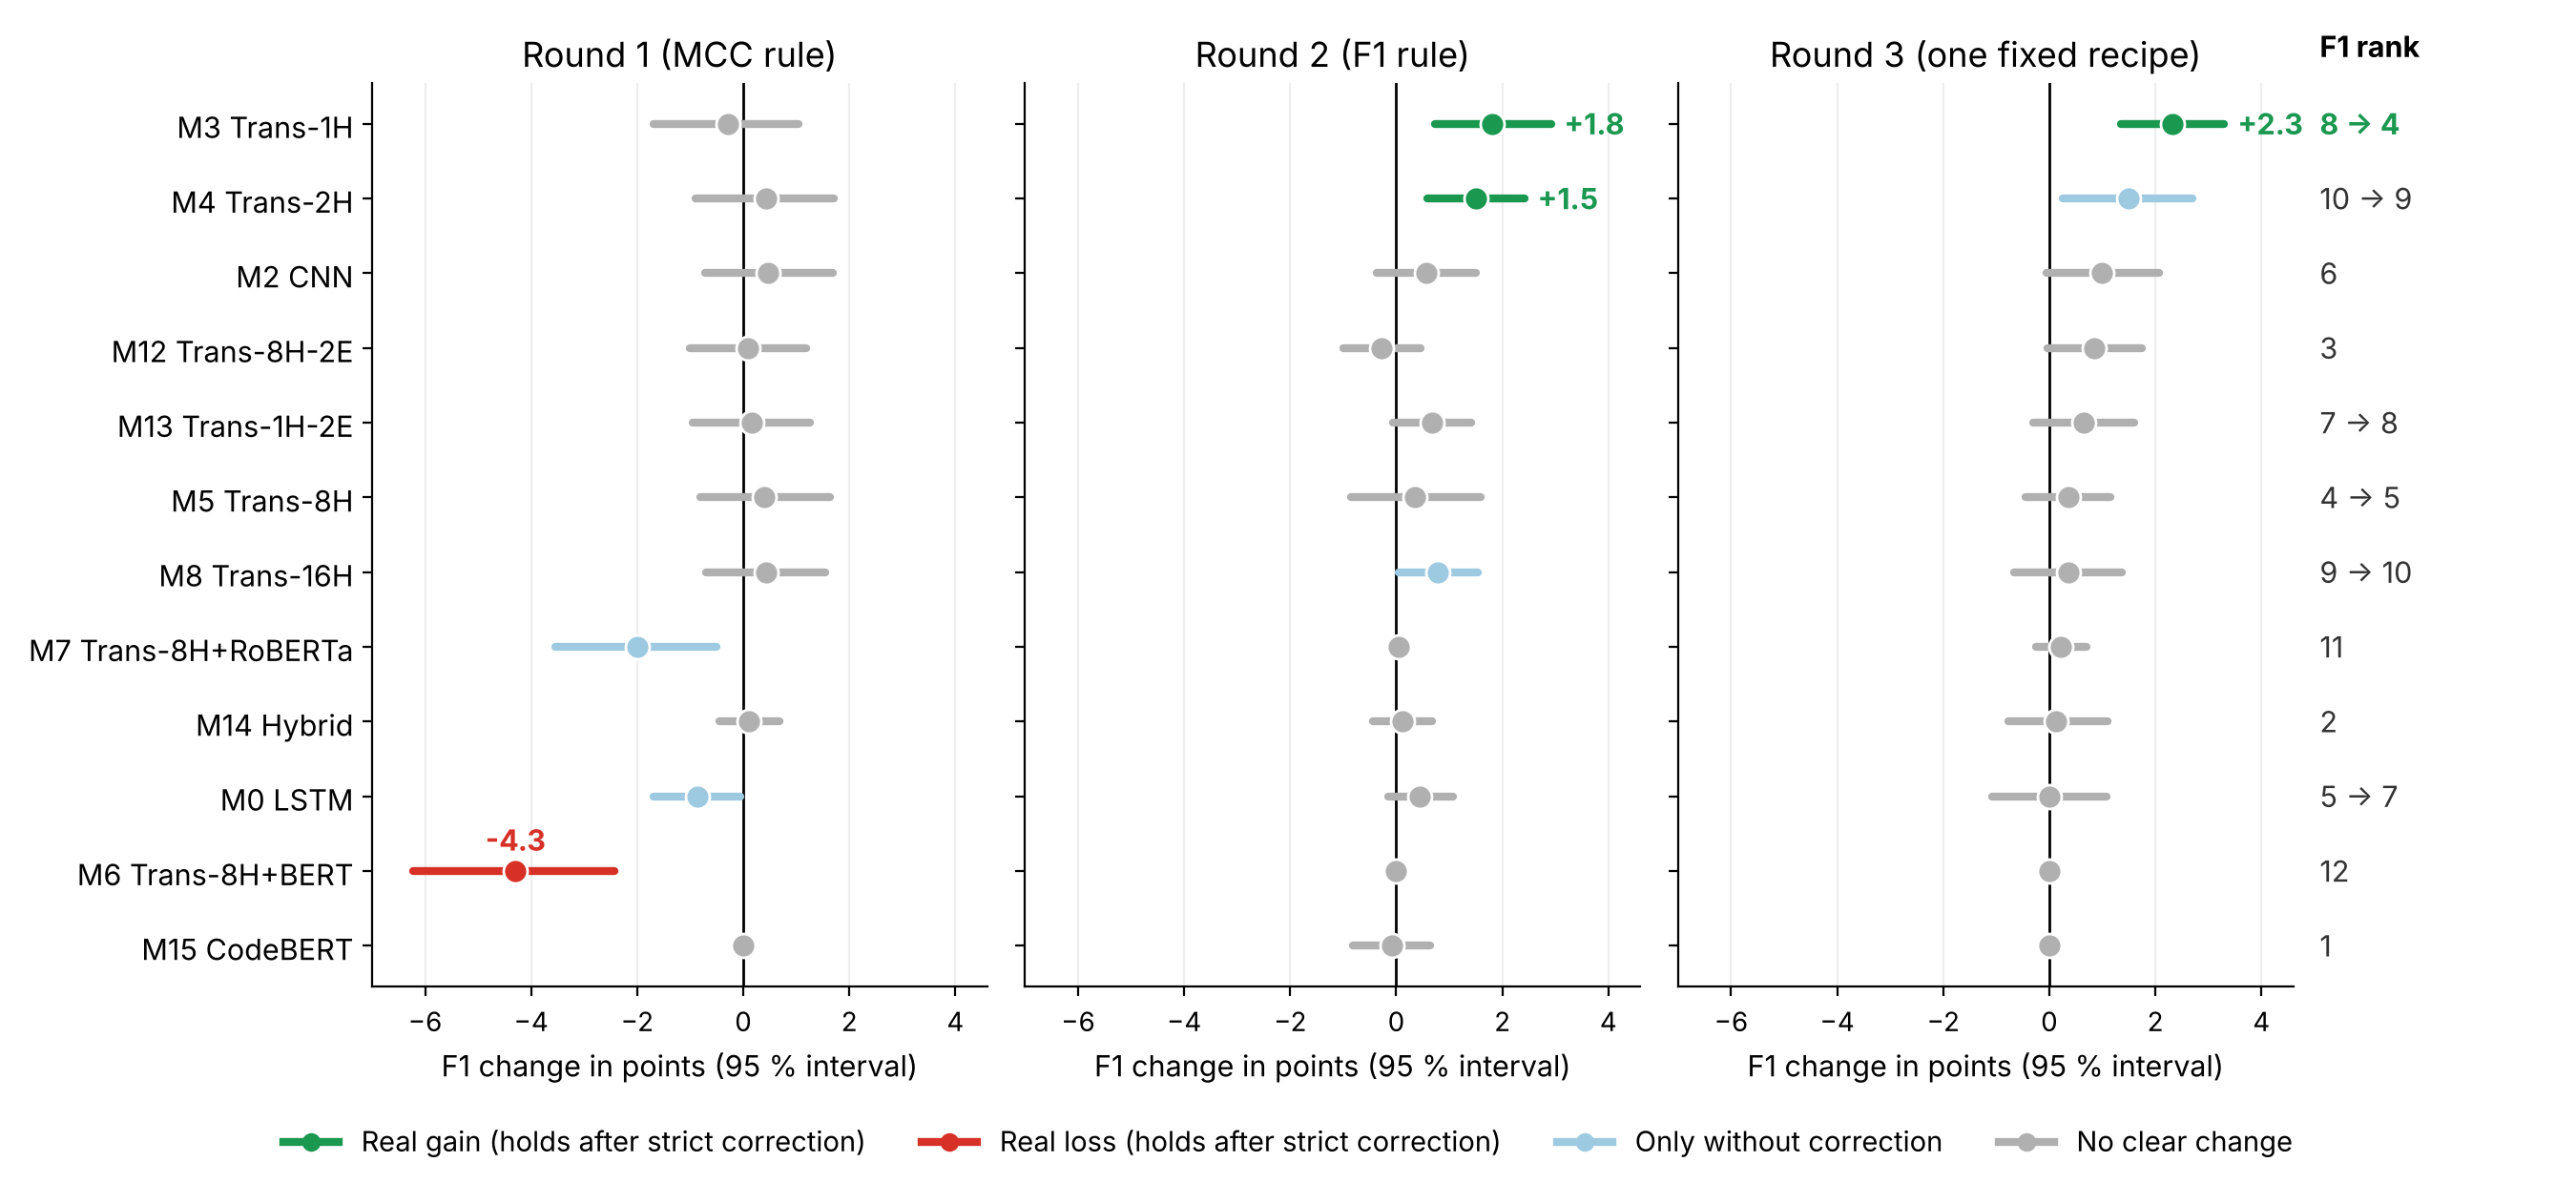 Round 1 (MCC rule)
Round 2 (F1 rule)
Round 3 (one fixed recipe)
F1 rank
M3 Trans-1H
+1.8
+2.3
8 → 4
M4 Trans-2H
+1.5
10 → 9
M2 CNN
6
M12 Trans-8H-2E
3
M13 Trans-1H-2E
7 → 8
M5 Trans-8H
4 → 5
M8 Trans-16H
9 → 10
M7 Trans-8H+RoBERTa
11
M14 Hybrid
2
M0 LSTM
5 → 7
-4.3
M6 Trans-8H+BERT
12
M15 CodeBERT
1
−6 −4 −2 0 2 4
−6 −4 −2 0 2 4
−6 −4 −2 0 2 4
F1 change in points (95 % interval)
F1 change in points (95 % interval)
F1 change in points (95 % interval)
Real gain (holds after strict correction)
Real loss (holds after strict correction)
Only without correction
No clear change